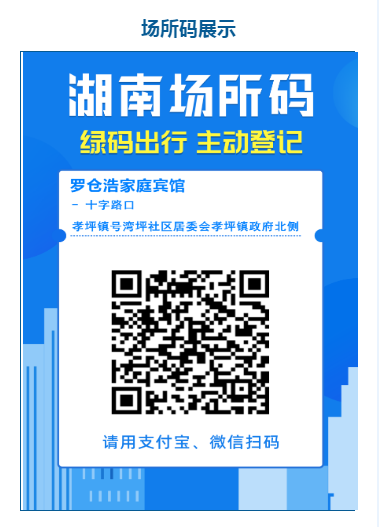 场所码展示
湖南场所码
绿码出行 主动登记
罗仓浩家庭宾馆
- 十字路口
孝坪镇号湾坪社区居委会孝坪镇政府北侧
请用支付宝、微信扫码